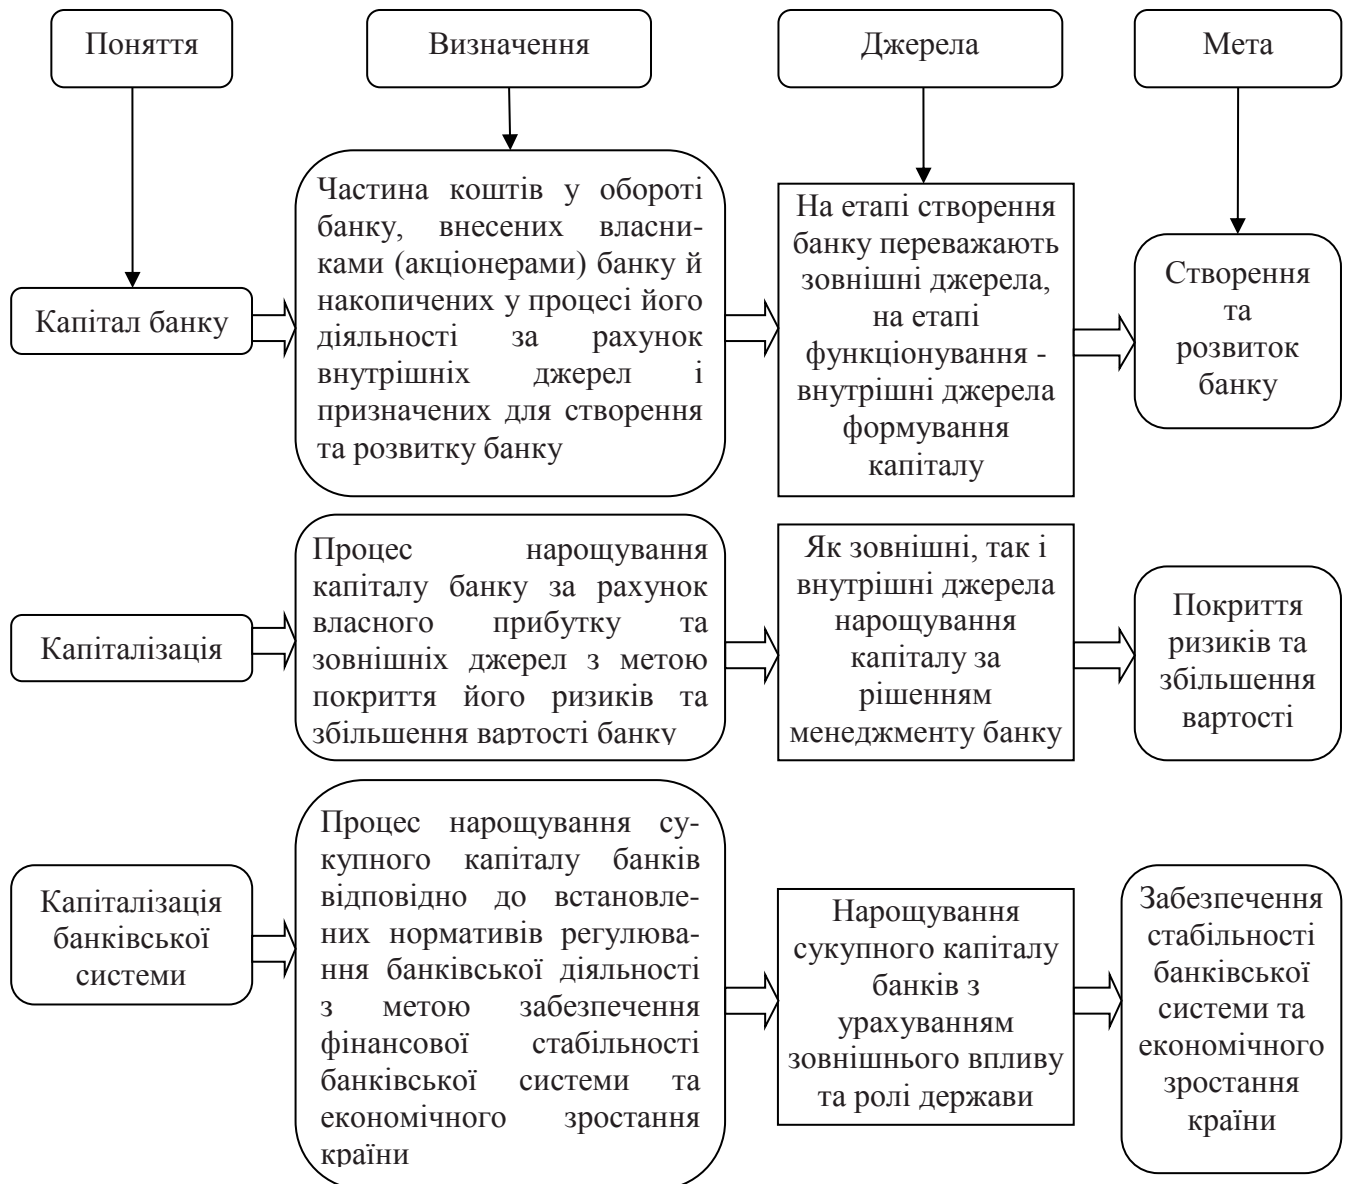 Поняття
Визначення
Джерела
Мета
Капітал банку
Частина коштів у обороті
банку, внесених власни-
ками (акціонерами) банку й
накопичених у процесі його
діяльності за рахунок
внутрішніх джерел і
призначених для створення
та розвитку банку
На етапі створення
банку переважають
зовнішні джерела,
на етапі
функціонування -
внутрішні джерела
формування
капіталу
Створення
та
розвиток
банку
Капіталізація
Процес нарощування
капіталу банку за рахунок
власного прибутку та
зовнішніх джерел з метою
покриття його ризиків та
збільшення вартості банку
Як зовнішні, так і
внутрішні джерела
нарощування
капіталу за
рішенням
менеджменту банку
Покриття
ризиків та
збільшення
вартості
Капіталізація
банківської
системи
Процес нарощування су-
купного капіталу банків
відповідно до встановле-
них нормативів регулюва-
ння банківської діяльності
з метою забезпечення
фінансової стабільності
банківської системи та
економічного зростання
країни
Нарощування
сукупного капіталу
банків з
урахуванням
зовнішнього впливу
та ролі держави
Забезпечення
стабільності
банківської
системи та
економічного
зростання
країни